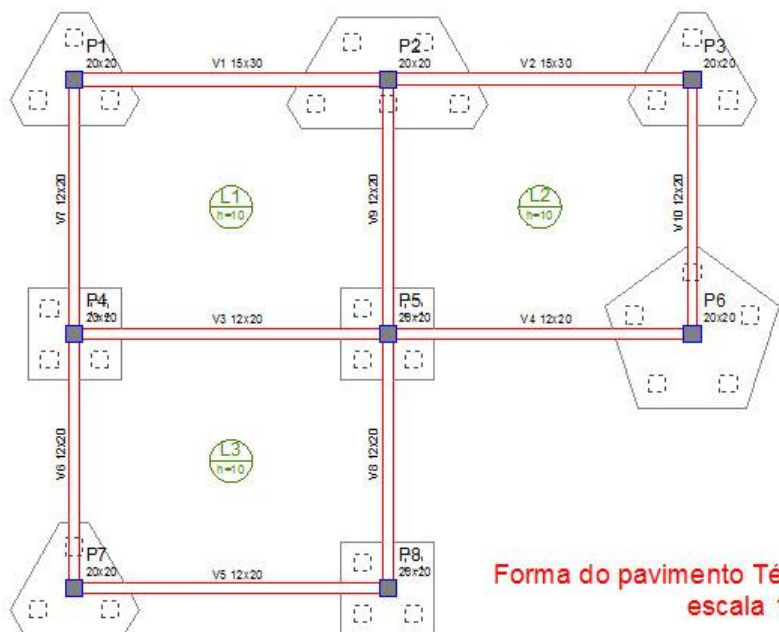 P1
20x20
V1 15x30
P2
20x20
V2 15x30
P3
20x20
V7 12x20
L1
h=10
V9 12x20
L2
h=10
V10 12x20
P4
20x20
V3 12x20
P5
20x20
V4 12x20
P6
20x20
V6 12x20
L3
h=10
V8 12x20
P7
20x20
V5 12x20
P8
20x20
Forma do pavimento Té
escala